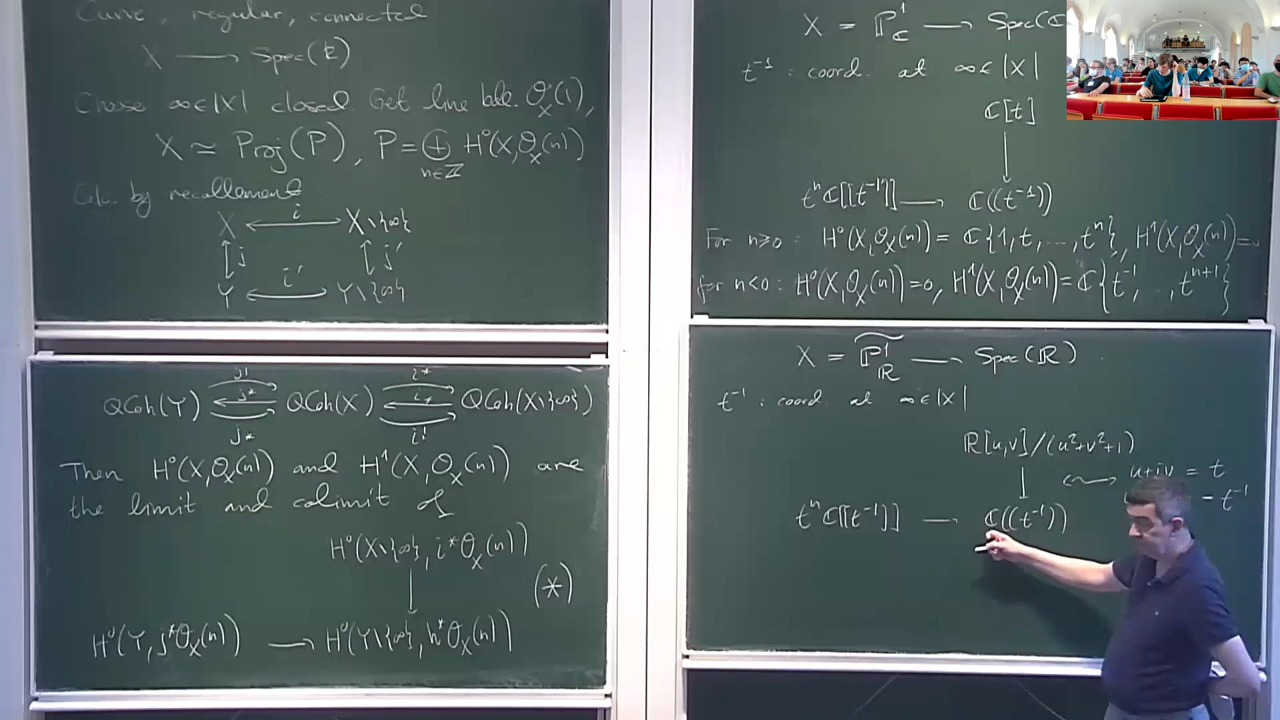 Curve, regular, connected
X → Spec(k)
Chose ∞∈|X| closed. Get line bdle. O_X(1),
X ≃ Proj(P), P = ⊕_{n∈ℤ} H⁰(X,O_X(n))
Calc. by recollement
X ←i X\{∞}
j j'
Y ←i' Y\{∞}
j! i*
QCoh(Y) j* QCoh(X) i* QCoh(X\{∞})
j* i!
Then H⁰(X,O_X(n)) and H¹(X,O_X(n)) are
the limit and colimit of
H⁰(X\{∞}, i*O_X(n))
↓ (*)
H⁰(Y, j*O_X(n)) → H⁰(Y\{∞}, h*O_X(n))
X = ℙ¹_ℂ → Spec(ℂ
t⁻¹ : coord. at ∞∈|X|
ℂ[t]
↓
tⁿℂ[[t⁻¹]] → ℂ((t⁻¹))
For n≥0 : H⁰(X,O_X(n)) = ℂ{1,t,...,tⁿ}, H¹(X,O_X(n))=0
for n<0 : H⁰(X,O_X(n))=0, H¹(X,O_X(n))=ℂ{t⁻¹,...,tⁿ⁺¹}
X = ℙ̃¹_ℝ → Spec(ℝ)
t⁻¹ : coord. at ∞∈|X|
ℝ[u,v]/(u²+v²+1)
↓ u+iv = t
= t⁻¹
tⁿℂ[[t⁻¹]] → ℂ((t⁻¹))